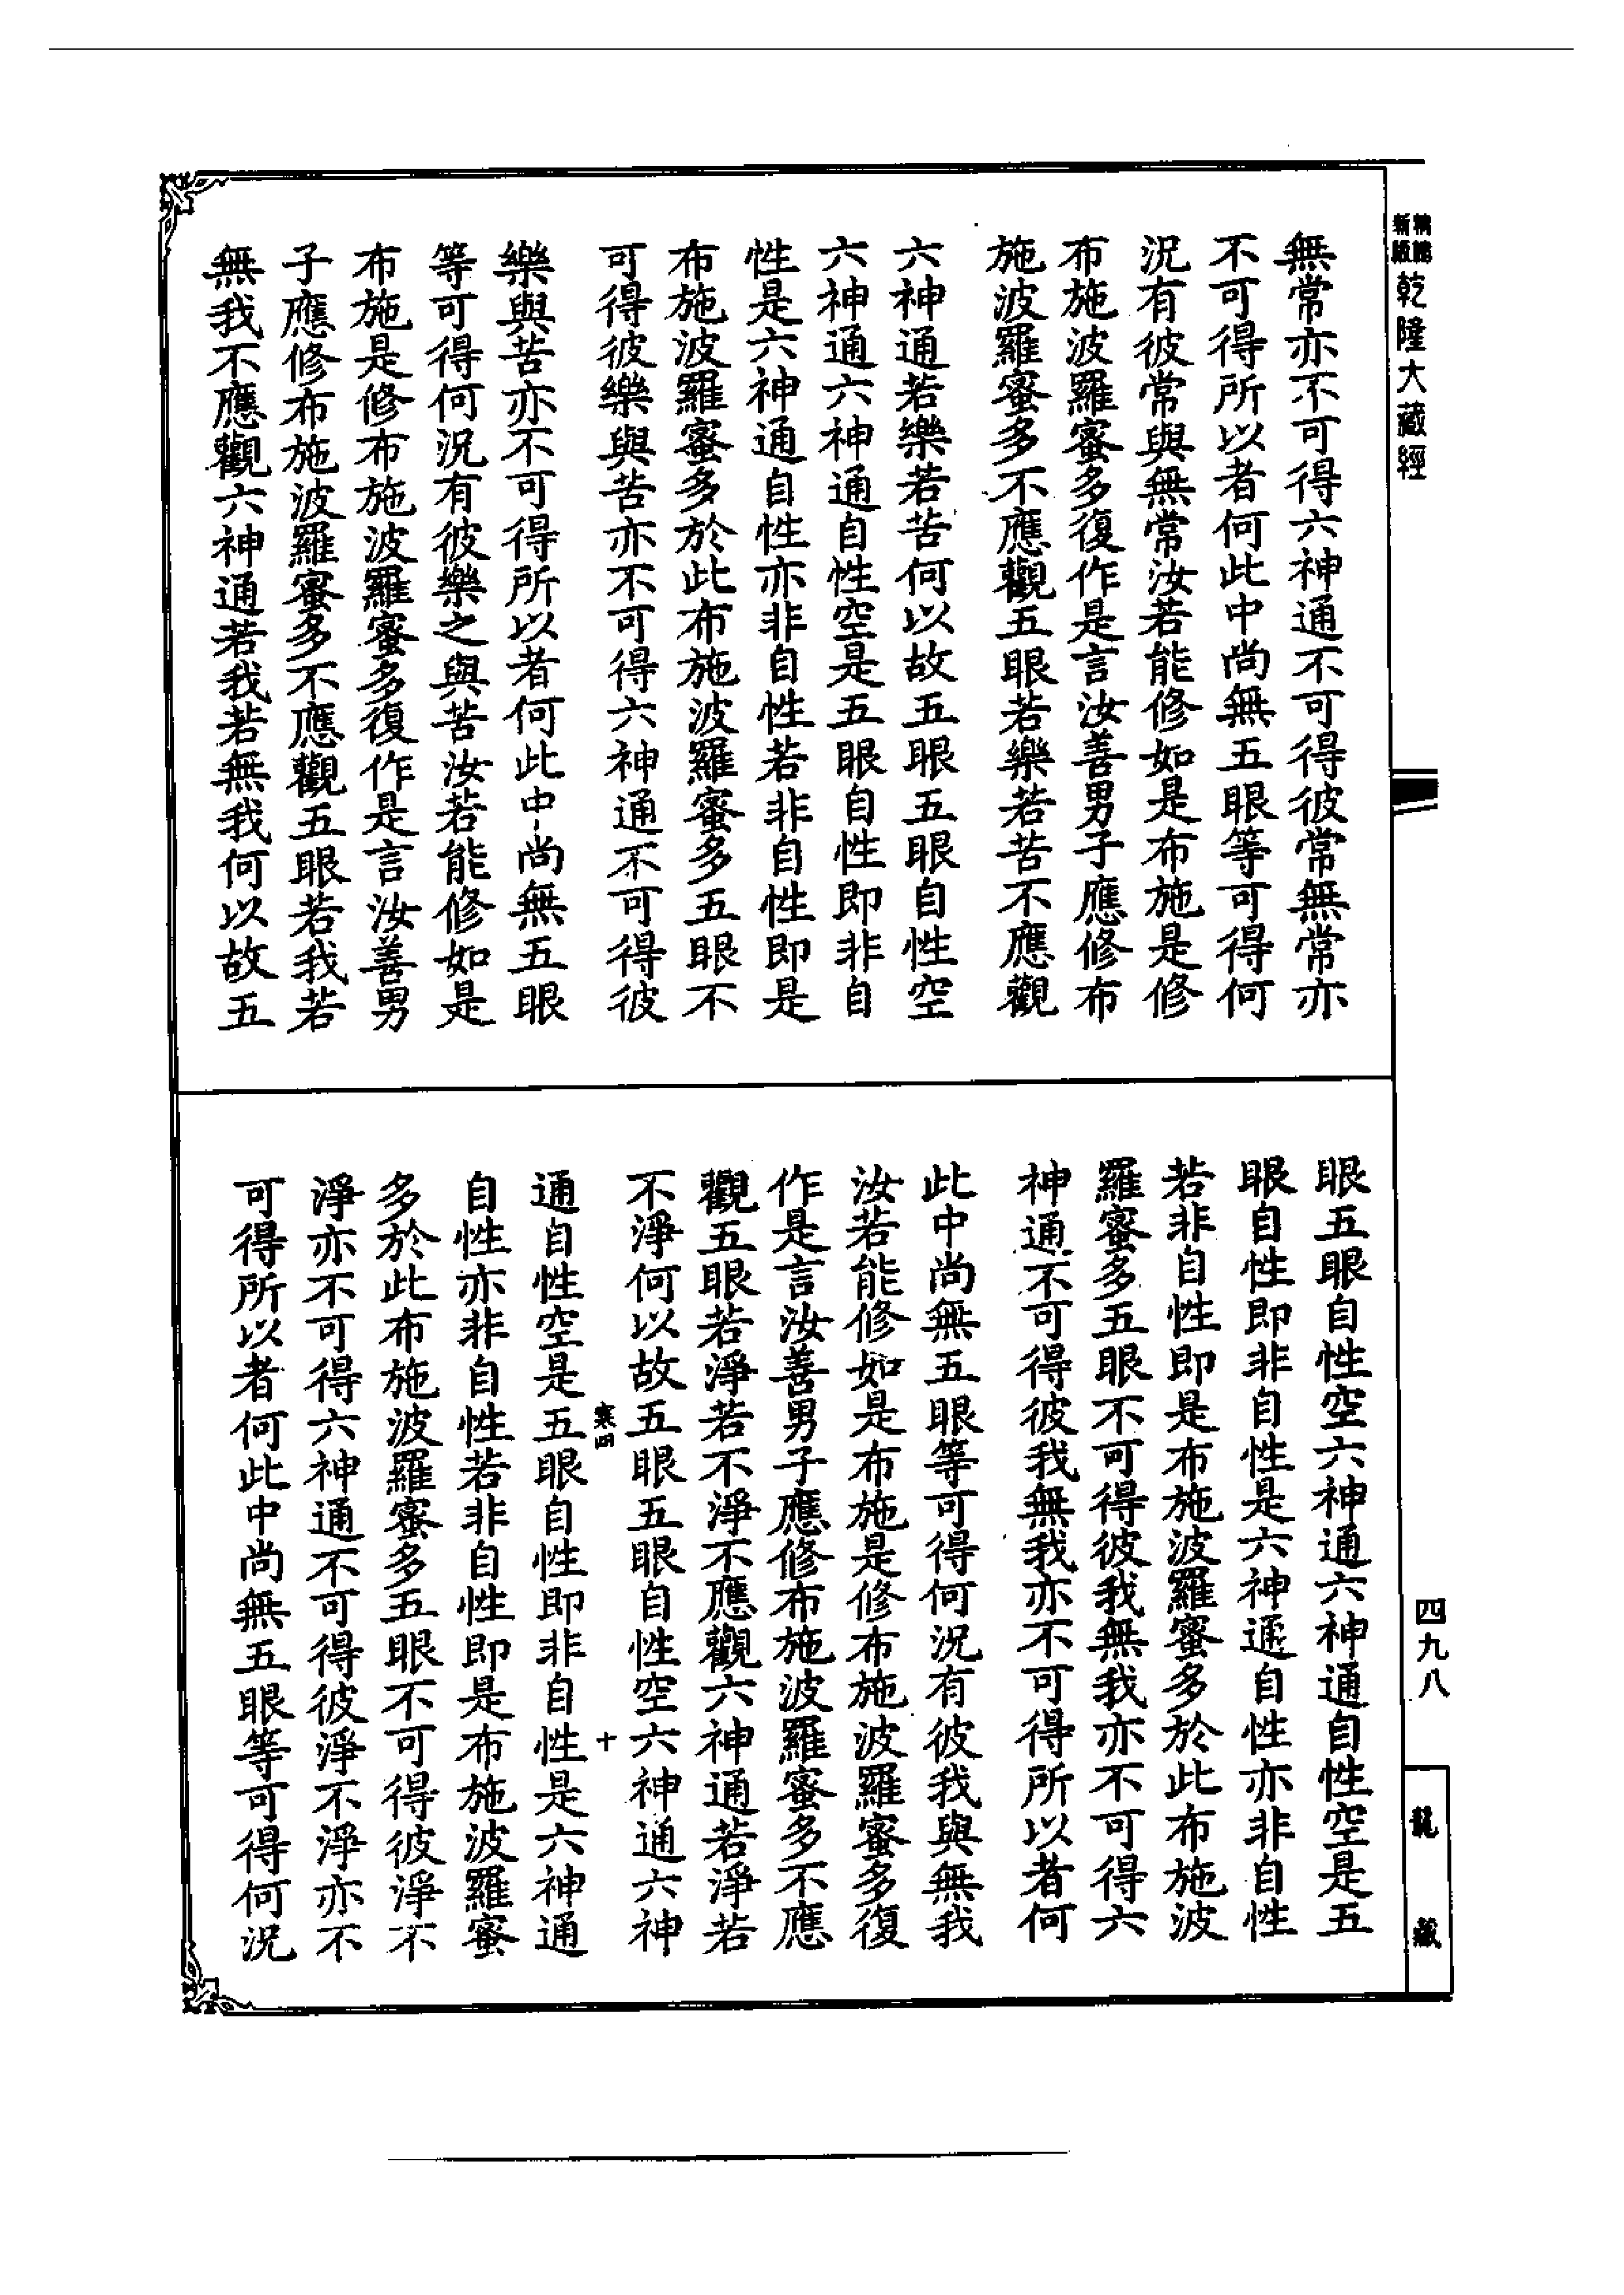 新版
精縮
乾隆大藏經
無常亦不可得六神通不可得彼常無常亦
不可得所以者何此中尚無五眼等可得何
況有彼常與無常汝若能修如是布施是修
布施波羅蜜多復作是言汝善男子應修布
施波羅蜜多不應觀五眼若樂若苦不應觀
六神通若樂若苦何以故五眼五眼自性空
六神通六神通自性空是五眼自性即非自
性是六神通自性亦非自性若非自性即是
布施波羅蜜多於此布施波羅蜜多五眼不
可得彼樂與苦亦不可得六神通不可得彼
樂與苦亦不可得所以者何此中尚無五眼
等可得何況有彼樂之與苦汝若能修如是
布施是修布施波羅蜜多復作是言汝善男
子應修布施波羅蜜多不應觀五眼若我若
無我不應觀六神通若我若無我何以故五
眼五眼自性空六神通六神通自性空是五
眼自性即非自性是六神通自性亦非自性
若非自性即是布施波羅蜜多於此布施波
羅蜜多五眼不可得彼我無我亦不可得六
神通不可得彼我無我亦不可得所以者何
此中尚無五眼等可得何況有彼我與無我
汝若能修如是布施是修布施波羅蜜多復
作是言汝善男子應修布施波羅蜜多不應
觀五眼若淨若不淨不應觀六神通若淨若
不淨何以故五眼五眼自性空六神通六神
寒四 十
通自性空是五眼自性即非自性是六神通
自性亦非自性若非自性即是布施波羅蜜
多於此布施波羅蜜多五眼不可得彼淨不
淨亦不可得六神通不可得彼淨不淨亦不
可得所以者何此中尚無五眼等可得何況
四九八
龍藏